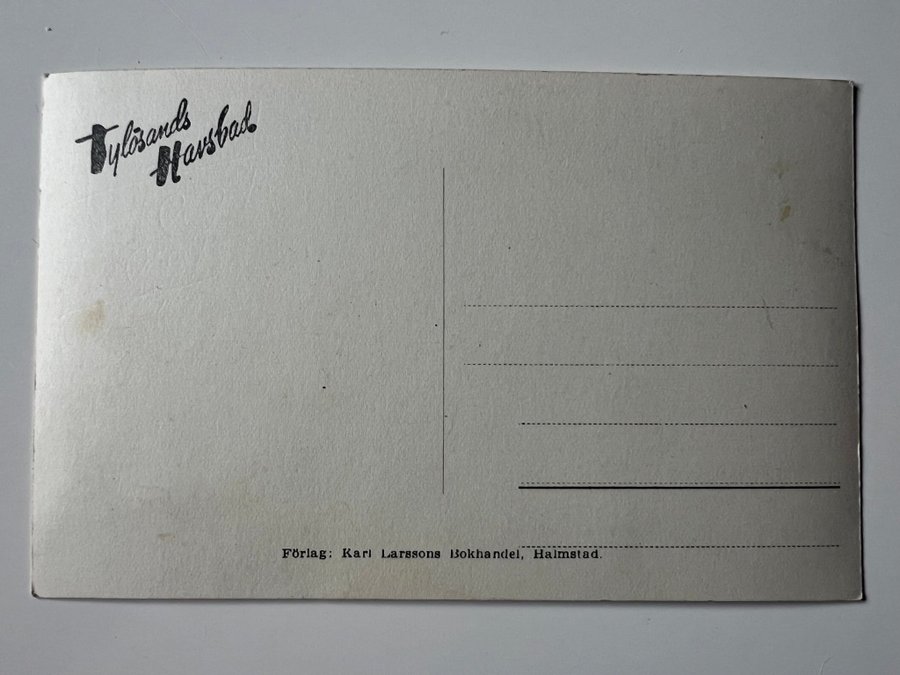 Tylösands
Havsbad
Förlag: Karl Larssons Bokhandel, Halmstad.